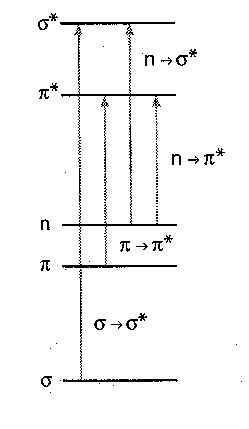 σ*
n → σ*
π*
n → π*
n
π → π*
π
σ → σ*
σ